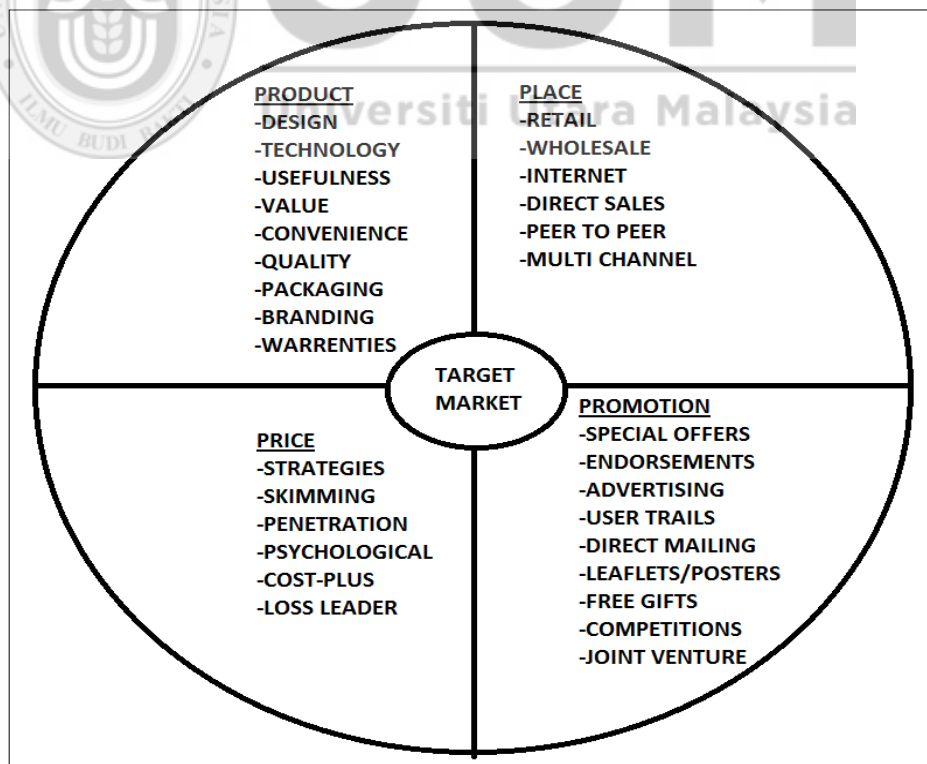 PRODUCT
-DESIGN
-TECHNOLOGY
-USEFULNESS
-VALUE
-CONVENIENCE
-QUALITY
-PACKAGING
-BRANDING
-WARRENTIES
PLACE
-RETAIL
-WHOLESALE
-INTERNET
-DIRECT SALES
-PEER TO PEER
-MULTI CHANNEL
TARGET
MARKET
PRICE
-STRATEGIES
-SKIMMING
-PENETRATION
-PSYCHOLOGICAL
-COST-PLUS
-LOSS LEADER
PROMOTION
-SPECIAL OFFERS
-ENDORSEMENTS
-ADVERTISING
-USER TRAILS
-DIRECT MAILING
-LEAFLETS/POSTERS
-FREE GIFTS
-COMPETITIONS
-JOINT VENTURE
Universiti Utara Malaysia
ILMU BUDI BAKTI